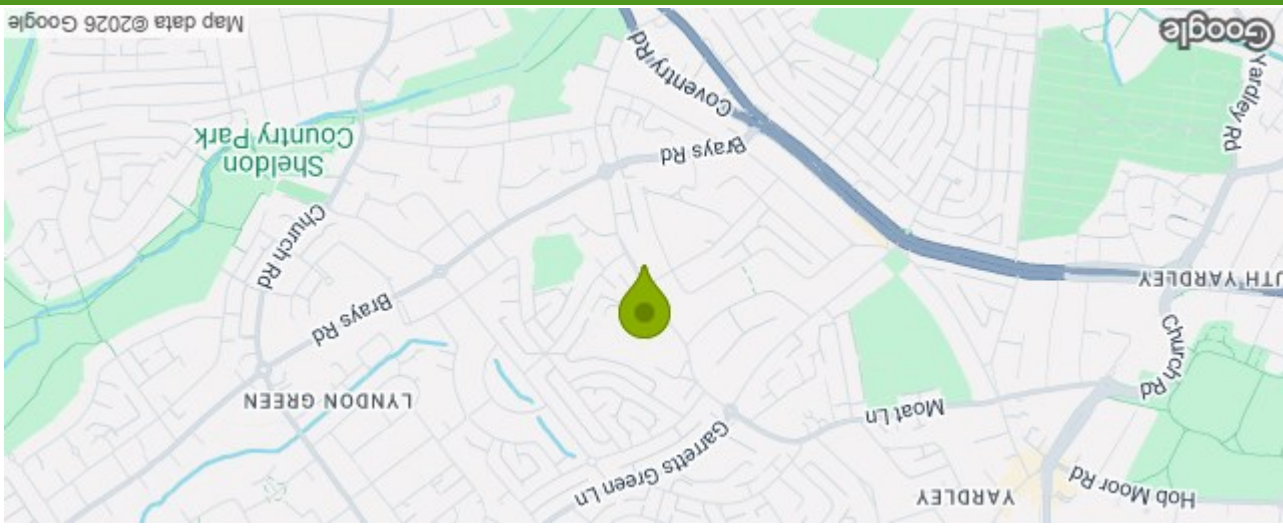 Hob Moor Rd
YARDLEY
Garretts Green Ln
Moat Ln
LYNDON GREEN
Church Rd
Brays Rd
UTH YARDLEY
Church Rd
Sheldon
Country Park
Brays Rd
Yardley Rd
Coventry Rd
Google
Map data ©2026 Google